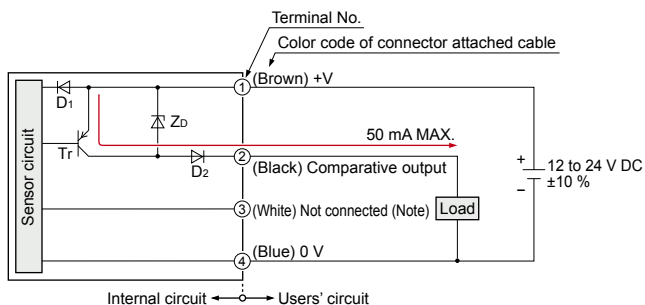 Terminal No.
Color code of connector attached cable
1 (Brown) +V
D1
ZD
50 mA MAX.
Tr
D2
2 (Black) Comparative output
+ 12 to 24 V DC
− ±10 %
Sensor circuit
3 (White) Not connected (Note)
Load
4 (Blue) 0 V
Internal circuit
Users' circuit